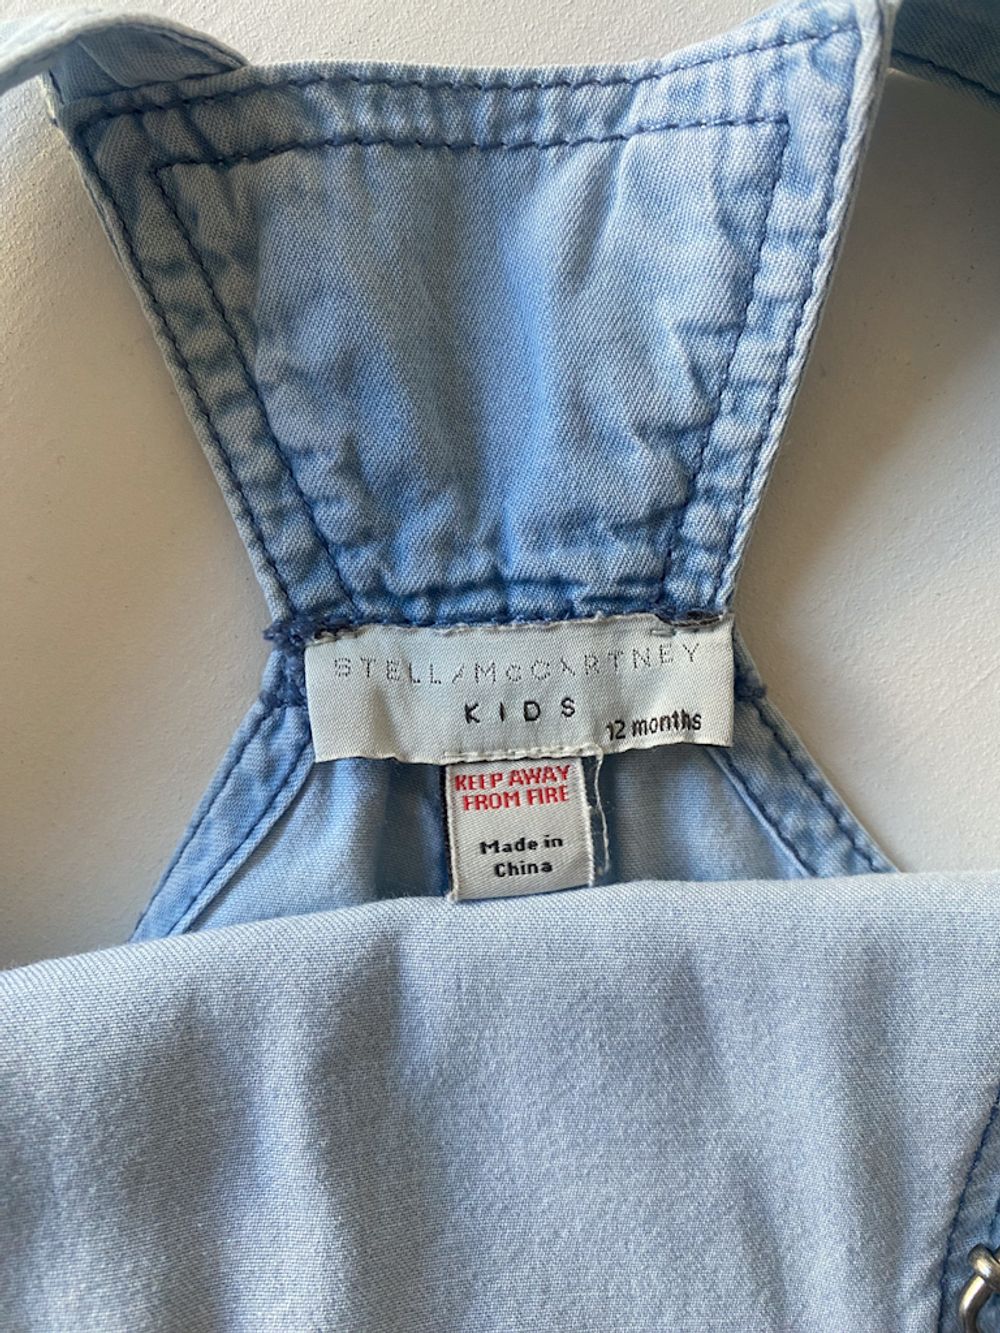 STELLA McCARTNEY
KIDS
12 months
KEEP AWAY
FROM FIRE
Made in
China